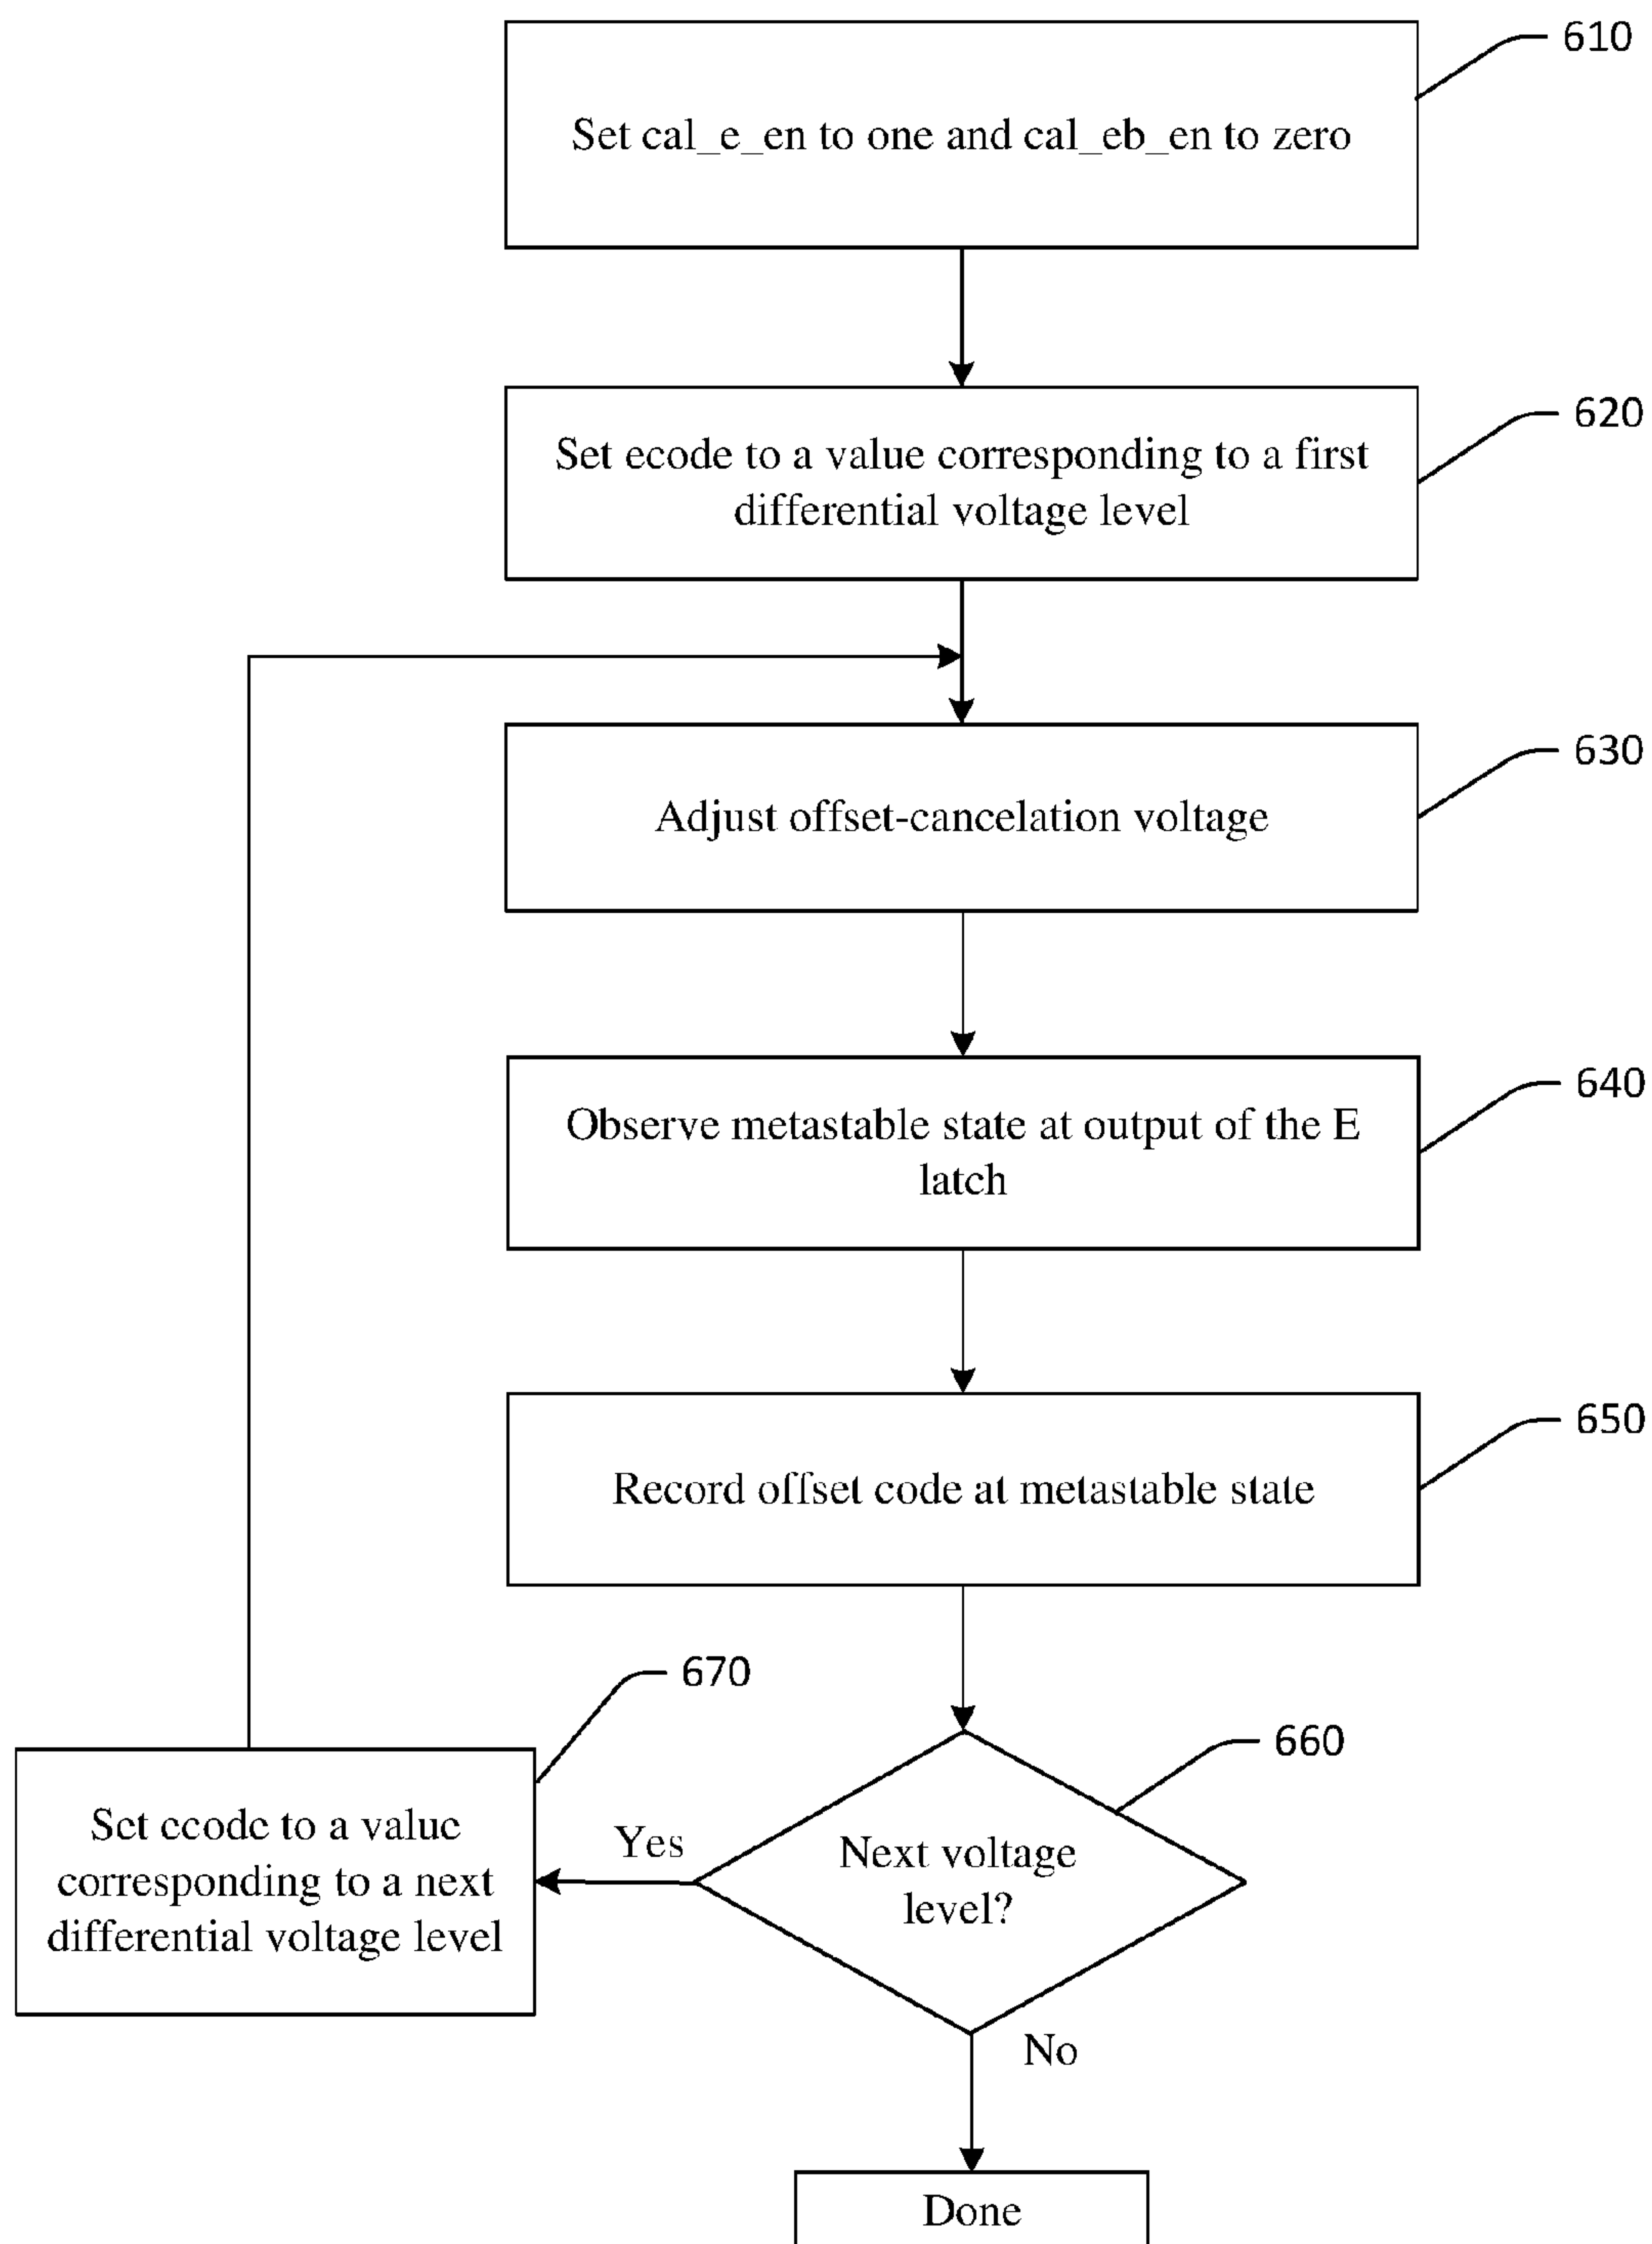 610
Set cal_e_en to one and cal_eb_en to zero
620
Set ecode to a value corresponding to a first
differential voltage level
630
Adjust offset-cancelation voltage
640
Observe metastable state at output of the E
latch
650
Record offset code at metastable state
670
660
Set ecode to a value
corresponding to a next
differential voltage level
Yes
Next voltage
level?
No
Done